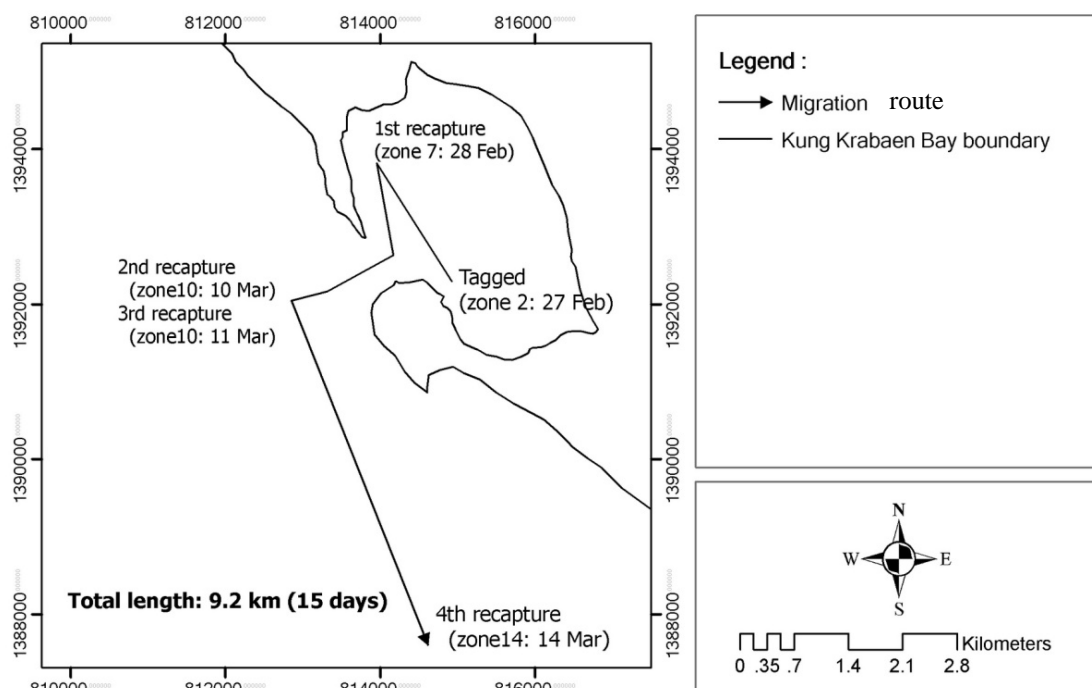 810000 812000 814000 816000
Legend :
Migration route
Kung Krabaen Bay boundary
1394000 1394000
1st recapture
(zone 7: 28 Feb)
2nd recapture
(zone10: 10 Mar)
3rd recapture
(zone10: 11 Mar)
Tagged
(zone 2: 27 Feb)
1392000 1392000
1390000 1390000
Total length: 9.2 km (15 days)
4th recapture
(zone14: 14 Mar)
1388000 1388000
810000 812000 814000 816000
N
W E
S
Kilometers
0 .35 .7 1.4 2.1 2.8